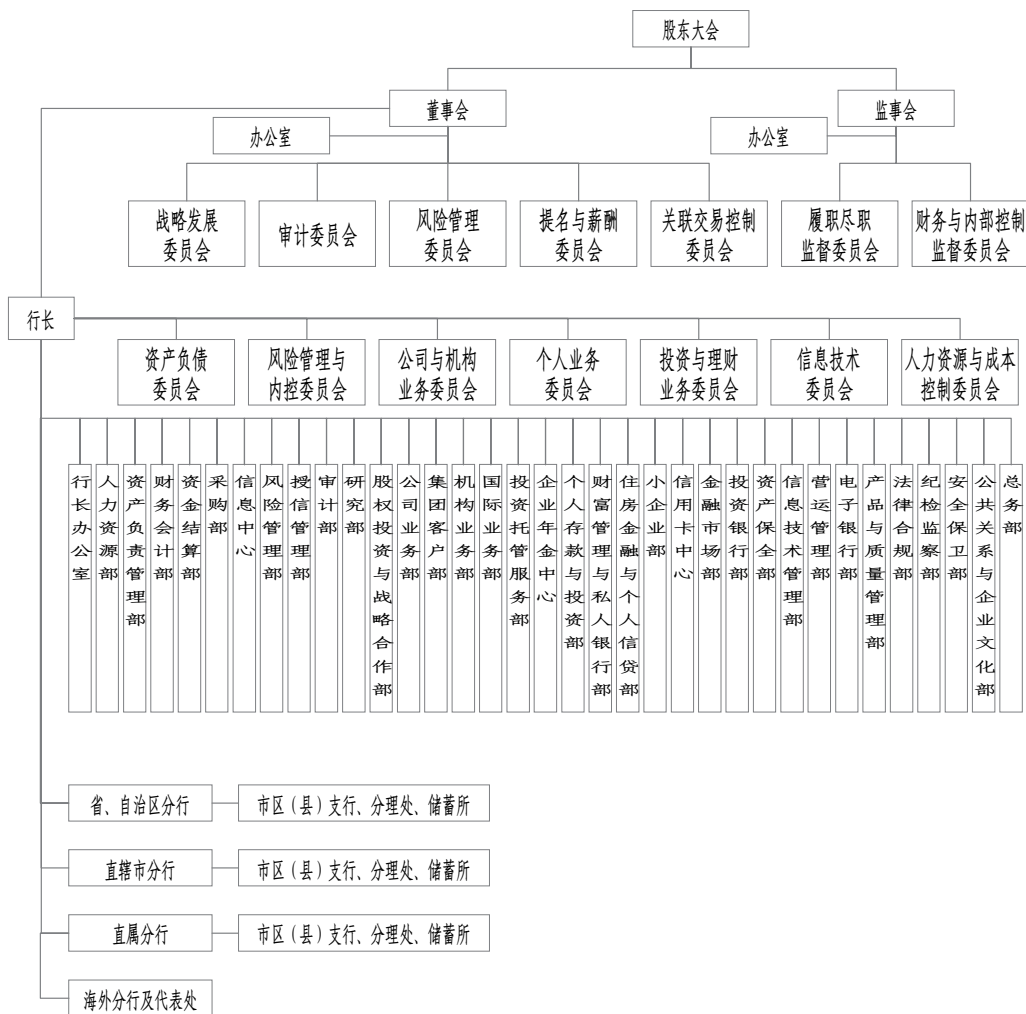 股东大会
董事会
监事会
办公室
办公室
战略发展
委员会
审计委员会
风险管理
委员会
提名与薪酬
委员会
关联交易控制
委员会
履职尽职
监督委员会
财务与内部控制
监督委员会
行长
资产负债
委员会
风险管理与
内控委员会
公司与机构
业务委员会
个人业务
委员会
投资与理财
业务委员会
信息技术
委员会
人力资源与成本
控制委员会
行长办公室
人力资源部
资产负责管理部
财务会计部
资金结算部
采购部
信息中心
风险管理部
授信管理部
审计部
研究部
股权投资与战略合作部
公司业务部
集团客户部
机构业务部
国际业务部
投资托管服务部
企业年金中心
个人存款与投资部
财富管理与私人银行部
住房金融与个人信贷部
小企业部
信用卡中心
金融市场部
投资银行部
资产保全部
信息技术管理部
营运管理部
电子银行部
产品与质量管理部
法律合规部
纪检监察部
安全保卫部
公共关系与企业文化部
总务部
省、自治区分行
市区（县）支行、分理处、储蓄所
直辖市分行
市区（县）支行、分理处、储蓄所
直属分行
市区（县）支行、分理处、储蓄所
海外分行及代表处